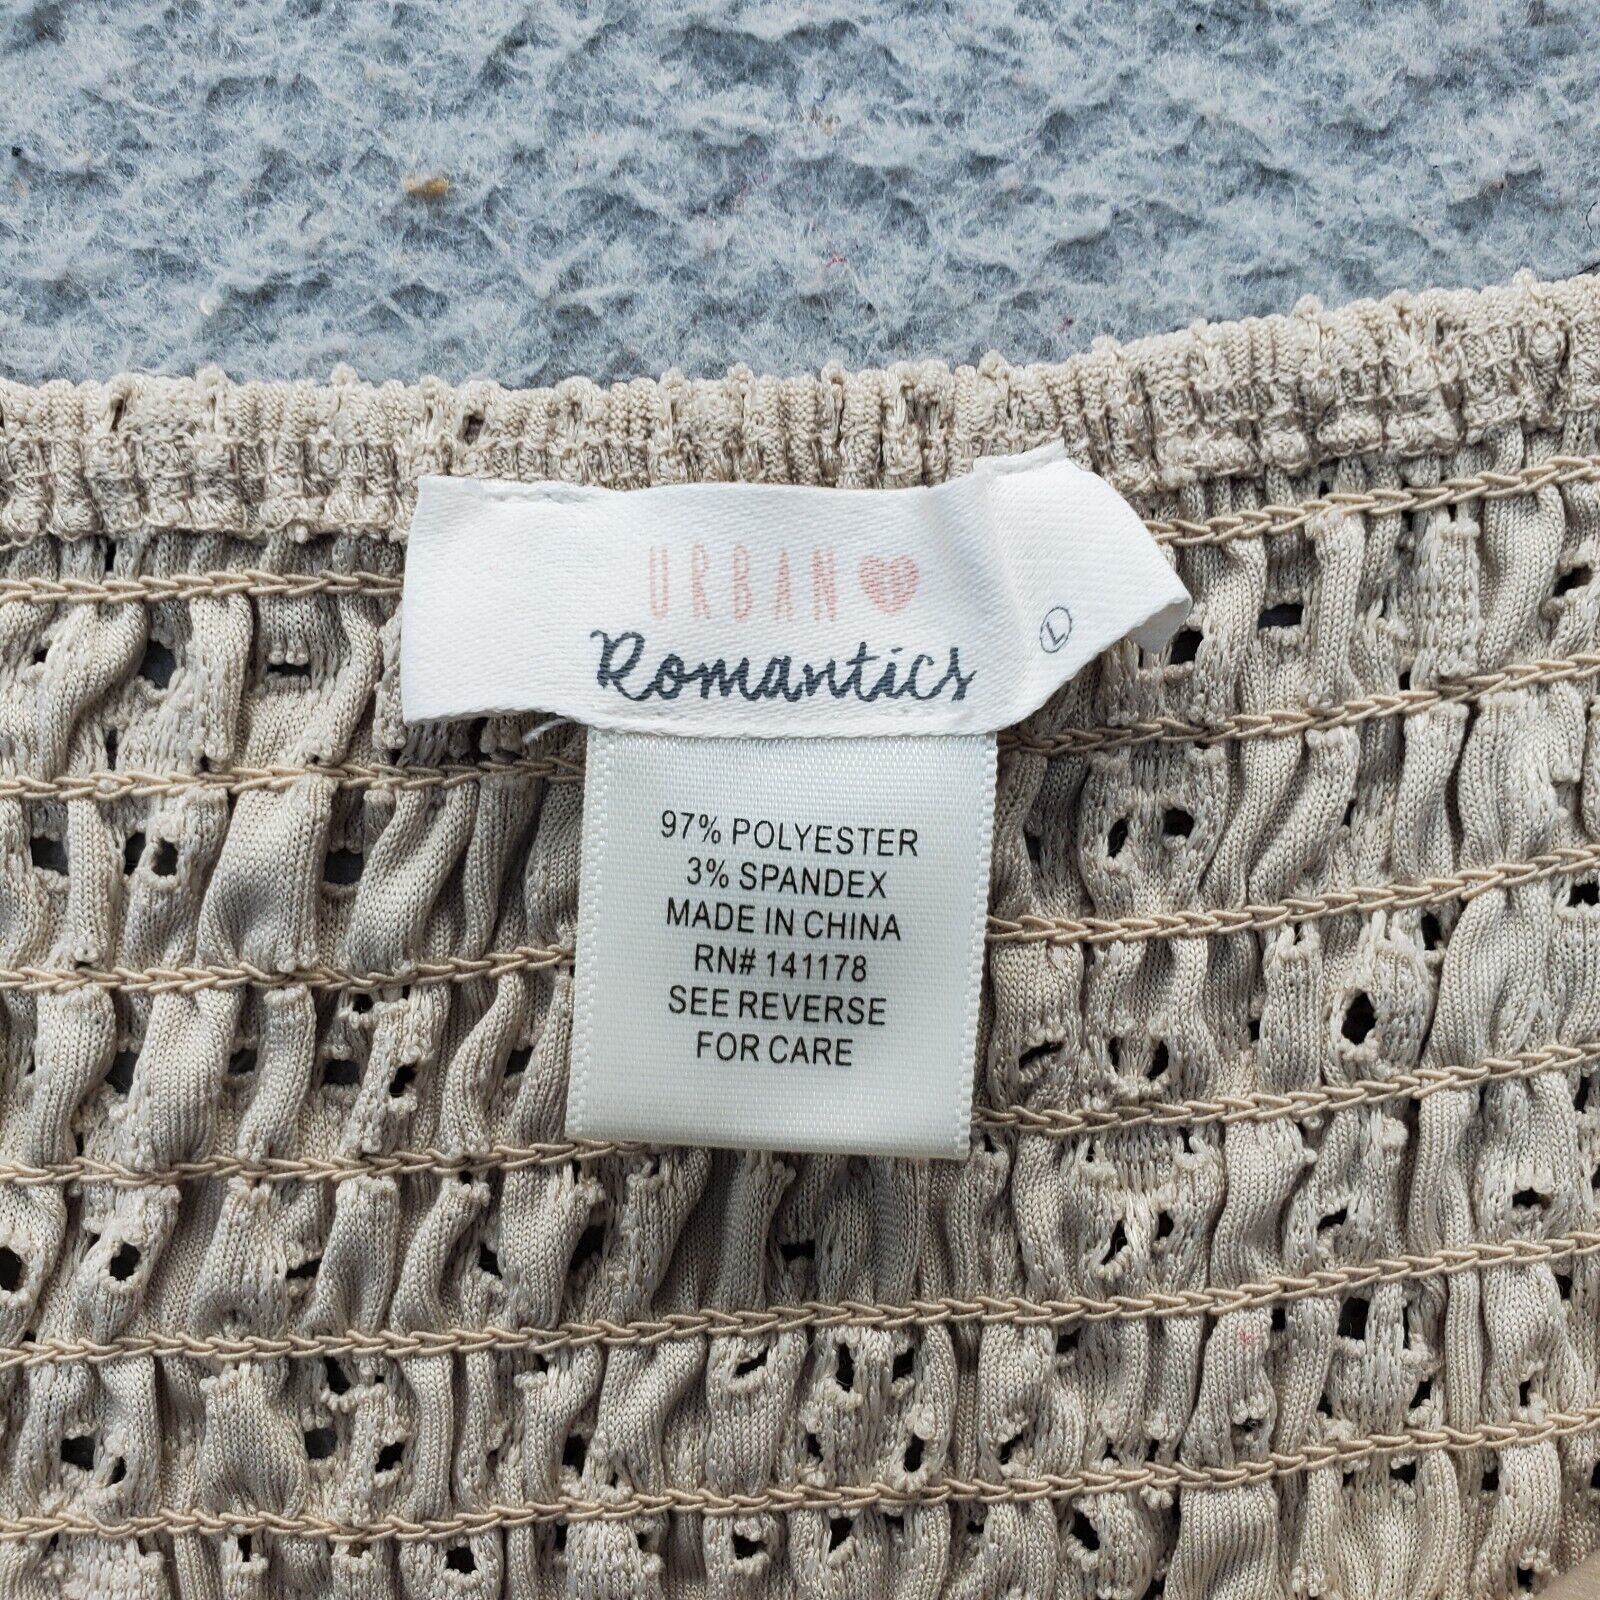 URBAN
Romantics
L
97% POLYESTER
3% SPANDEX
MADE IN CHINA
RN# 141178
SEE REVERSE
FOR CARE